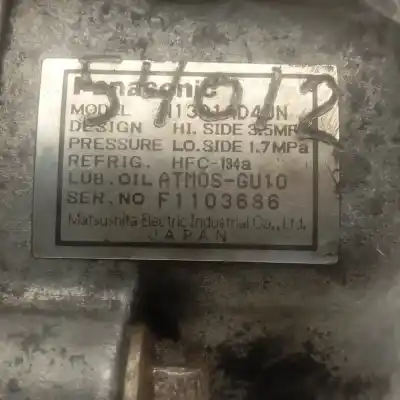 Panasonic
54012
MODEL
DESIGN HI. SIDE 3.5MPa
PRESSURE LO. SIDE 1.7MPa
REFRIG. HFC-134a
LUB. OIL ATMOS-GU10
SER. NO F1103686
Matsushita Electric Industrial Co., Ltd.
JAPAN